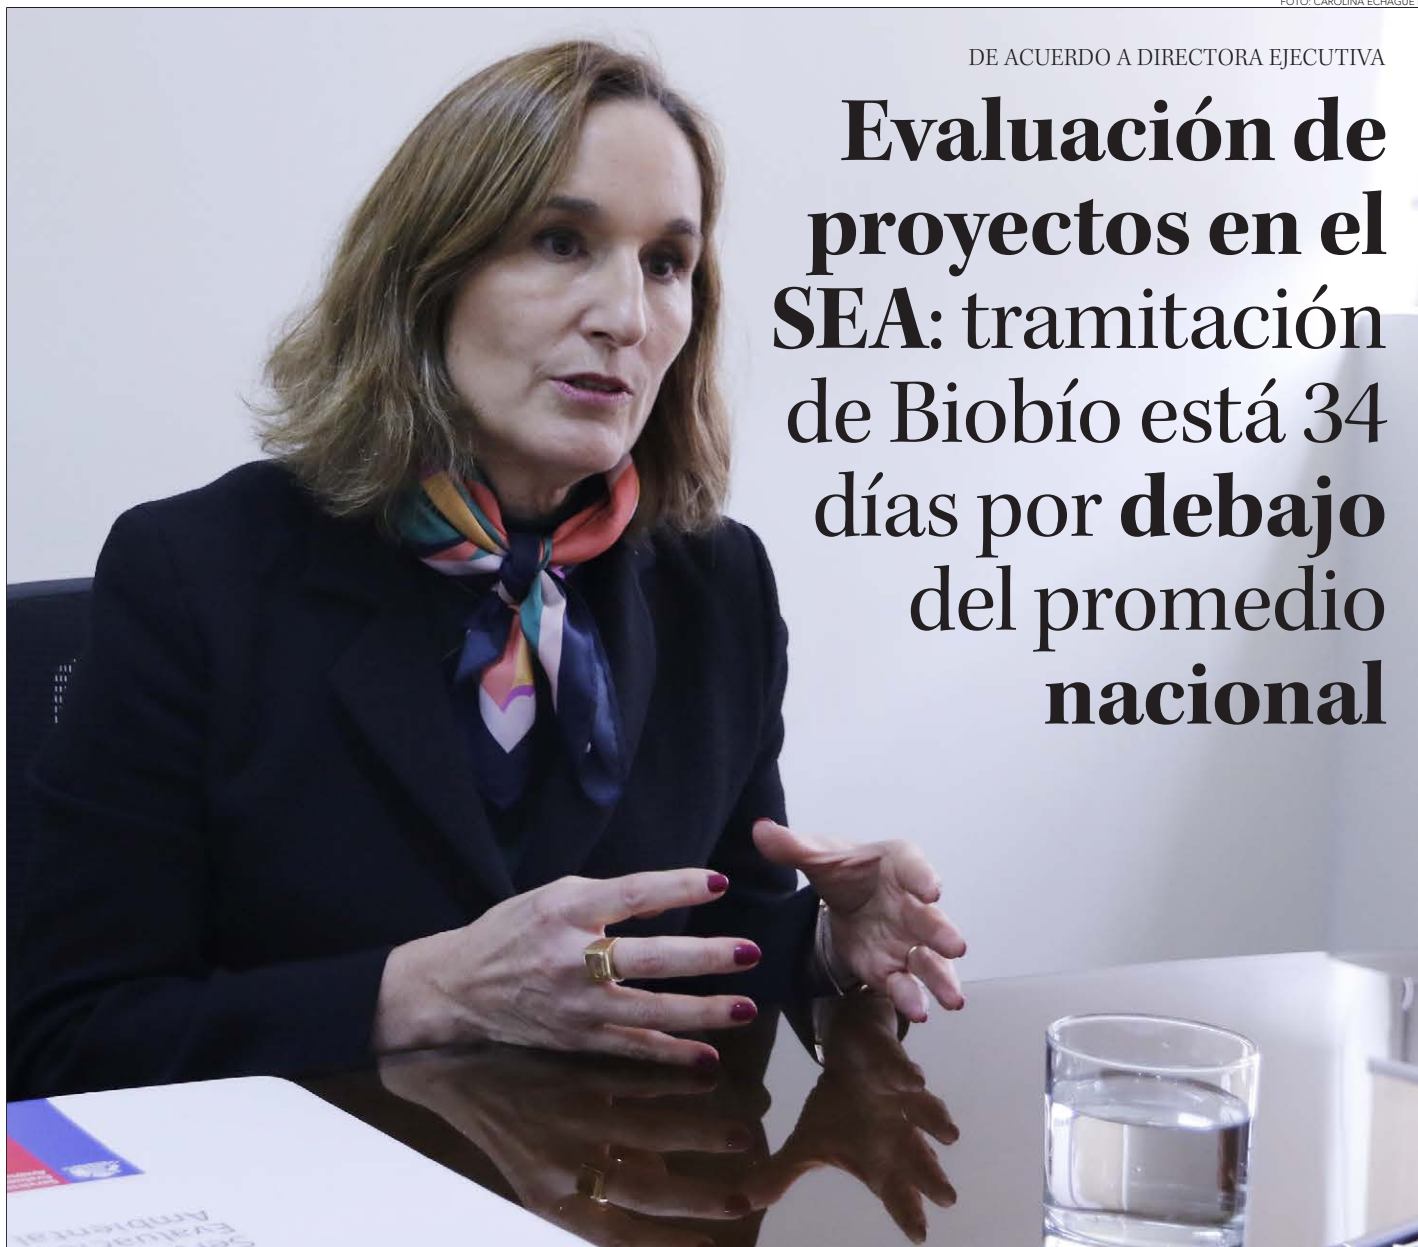 FOTO: CAROLINA ECHAGÜE
DE ACUERDO A DIRECTORA EJECUTIVA
Evaluación de
proyectos en el
SEA: tramitación
de Biobío está 34
días por debajo
del promedio
nacional
Ambiental